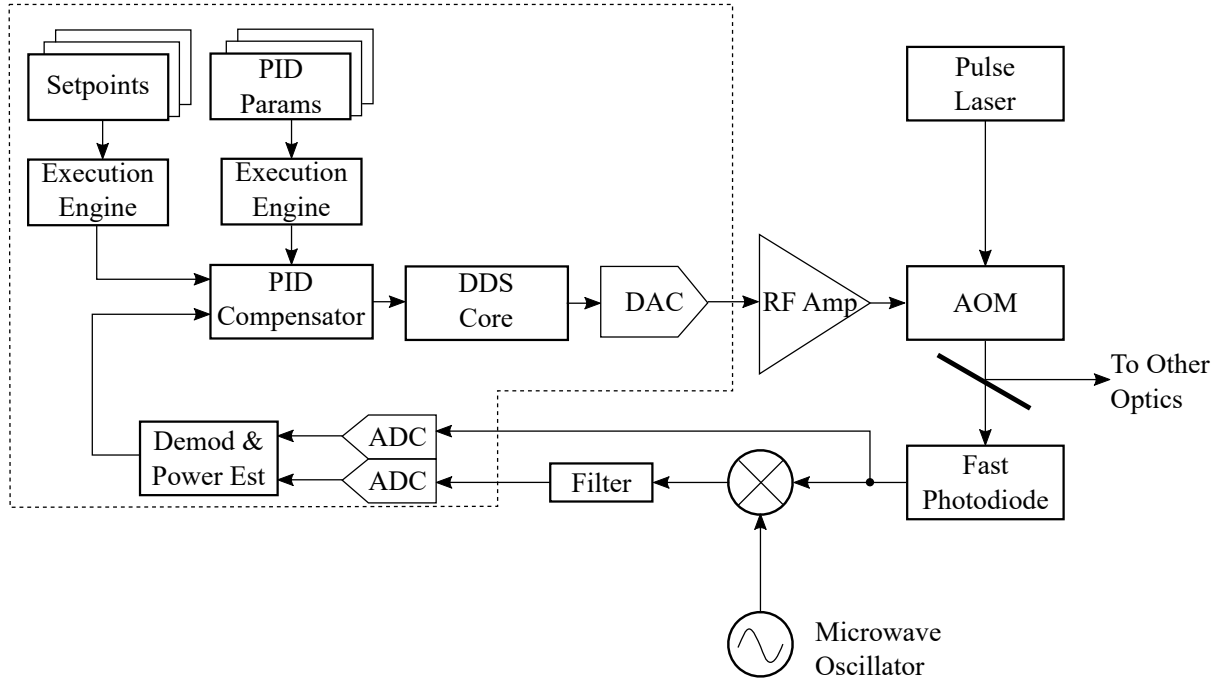 Setpoints
PID
Params
Pulse
Laser
Execution
Engine
Execution
Engine
PID
Compensator
DDS
Core
DAC
RF Amp
AOM
To Other
Optics
Demod &
Power Est
ADC
ADC
Filter
Fast
Photodiode
Microwave
Oscillator